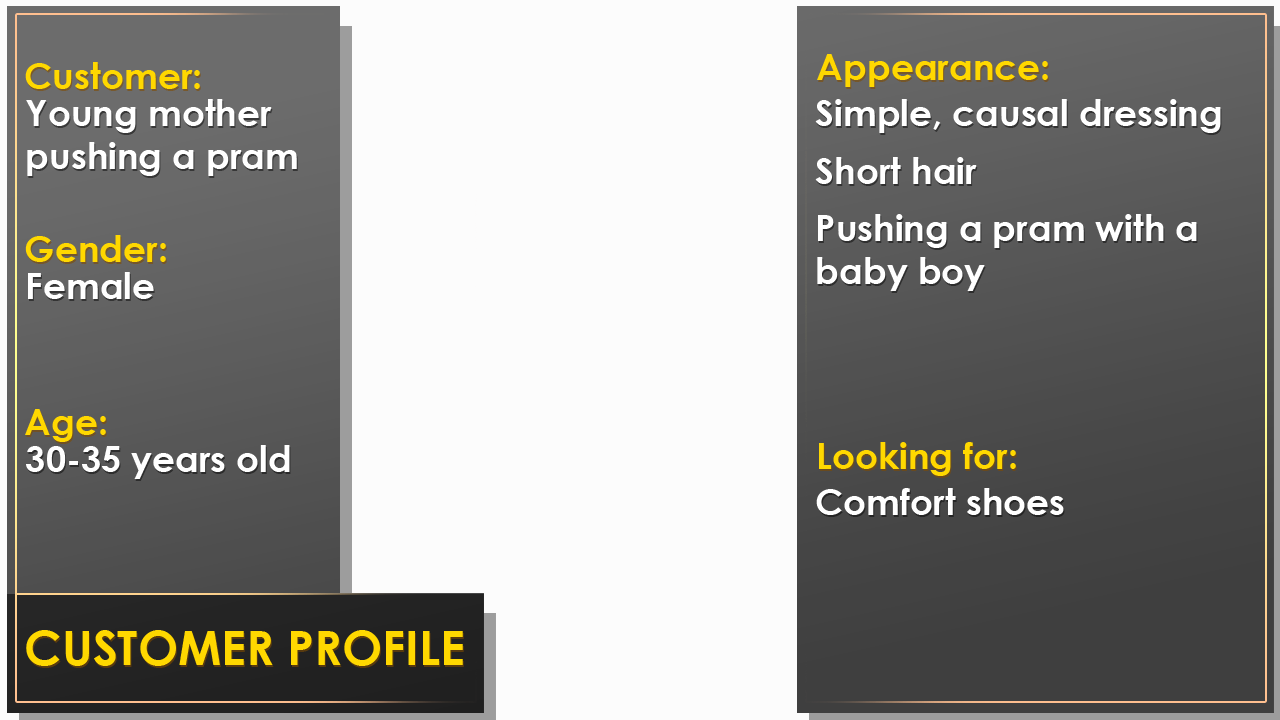 Customer:
Young mother
pushing a pram
Gender:
Female
Age:
30-35 years old
CUSTOMER PROFILE
Appearance:
Simple, causal dressing
Short hair
Pushing a pram with a
baby boy
Looking for:
Comfort shoes